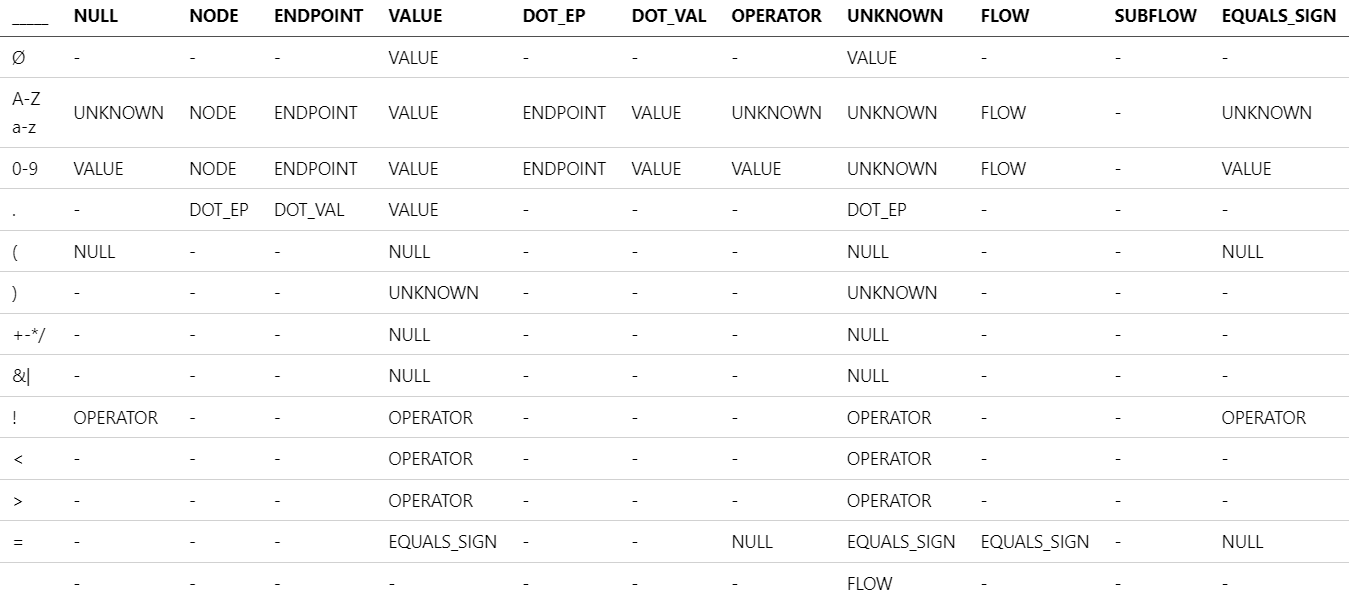 _____ NULL NODE ENDPOINT VALUE DOT_EP DOT_VAL OPERATOR UNKNOWN FLOW SUBFLOW EQUALS_SIGN
Ø - - - VALUE - - - VALUE - - -
A-Z
a-z UNKNOWN NODE ENDPOINT VALUE ENDPOINT VALUE UNKNOWN UNKNOWN FLOW - UNKNOWN
0-9 VALUE NODE ENDPOINT VALUE ENDPOINT VALUE VALUE UNKNOWN FLOW - VALUE
. - DOT_EP DOT_VAL VALUE - - - DOT_EP - - -
( NULL - - NULL - - - NULL - - NULL
) - - - UNKNOWN - - - UNKNOWN - - -
+-*/ - - - NULL - - - NULL - - -
&| - - - NULL - - - NULL - - -
! OPERATOR - - OPERATOR - - - OPERATOR - - OPERATOR
< - - - OPERATOR - - - OPERATOR - - -
> - - - OPERATOR - - - OPERATOR - - -
= - - - EQUALS_SIGN - - NULL EQUALS_SIGN EQUALS_SIGN - NULL
- - - - - - - FLOW - - -